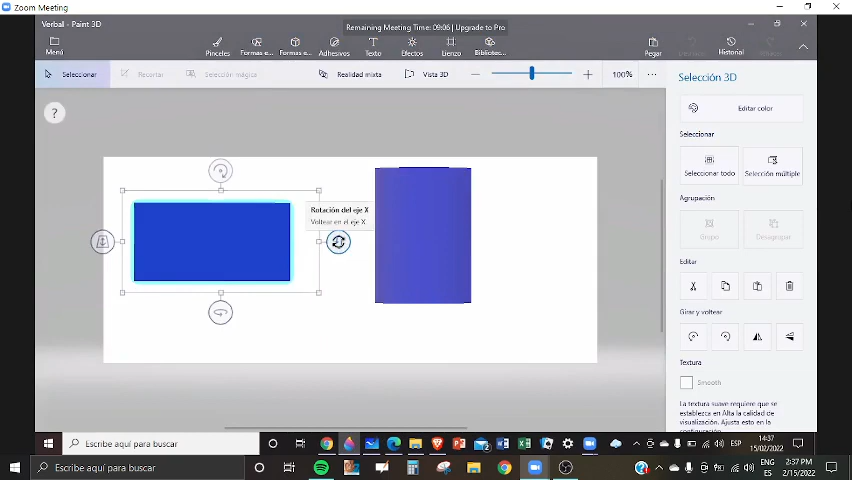 Zoom Meeting
Verbal - Paint 3D
Remaining Meeting Time: 09:06 | Upgrade to Pro
Menú
Pinceles
Formas e...
Formas e...
Adhesivos
Texto
Efectos
Lienzo
Bibliotec...
Pegar
Deshacer
Historial
Seleccionar
Recortar
Selección mágica
Realidad mixta
Vista 3D
100%
Selección 3D
Editar color
Seleccionar
Seleccionar todo
Selección múltiple
Agrupación
Grupo
Desagrupar
Editar
Girar y voltear
Textura
Smooth
La textura suave requiere que se
establezca en Alta la calidad de
visualización. Ajusta esto en la
configuración.
?
Rotación del eje X
Voltear en el eje X
Escribe aquí para buscar
ESP
14:37
15/02/2022
Escribe aquí para buscar
ENG
ES
2:37 PM
2/15/2022